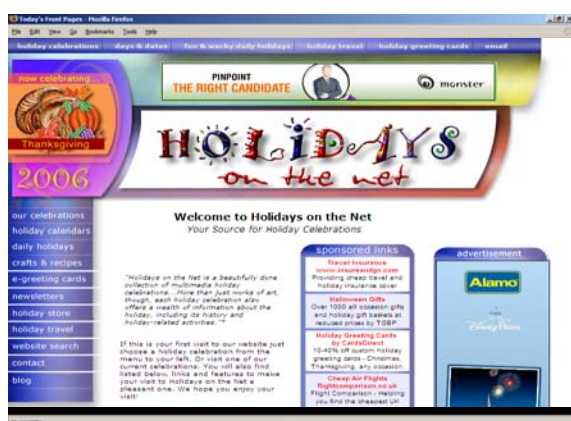 Today's Front Pages - Mozilla Firefox
File Edit View Go Bookmarks Tools Help
holiday celebrations days & dates fun & wacky daily holidays holiday travel holiday greeting cards email
now celebrating...
Thanksgiving
2006
PINPOINT
THE RIGHT CANDIDATE
monster
HOLIDAYS
on the net
our celebrations
holiday calendars
daily holidays
crafts & recipes
e-greeting cards
newsletters
holiday store
holiday travel
website search
contact
blog
Welcome to Holidays on the Net
Your Source for Holiday Celebrations
"Holidays on the Net is a beautifully done
collection of multimedia holiday
celebrations...More than just works of art,
though, each holiday celebration also
offers a wealth of information about the
holiday, including its history and
holiday-related activities."
If this is your first visit to our website just
choose a holiday celebration from the
menu to your left. Or visit one of our
current celebrations. You will also find
listed below, links and features to make
your visit to Holidays on the Net a
pleasant one. We hope you enjoy your
visit!
sponsored links
Travel Insurance
www.insureandgo.com
Providing cheap travel and
holiday insurance cover
Halloween Gifts
Over 1000 all occasion gifts
and holiday gift baskets at
reduced prices by TGBP
Holiday Greeting Cards
by CardsDirect
10-40% off custom holiday
greeting cards - Christmas,
Thanksgiving, any occasion
Cheap Air Flights
flightcomparison.co.uk
Flight Comparison - Helping
you find the cheapest UK
advertisement
Alamo